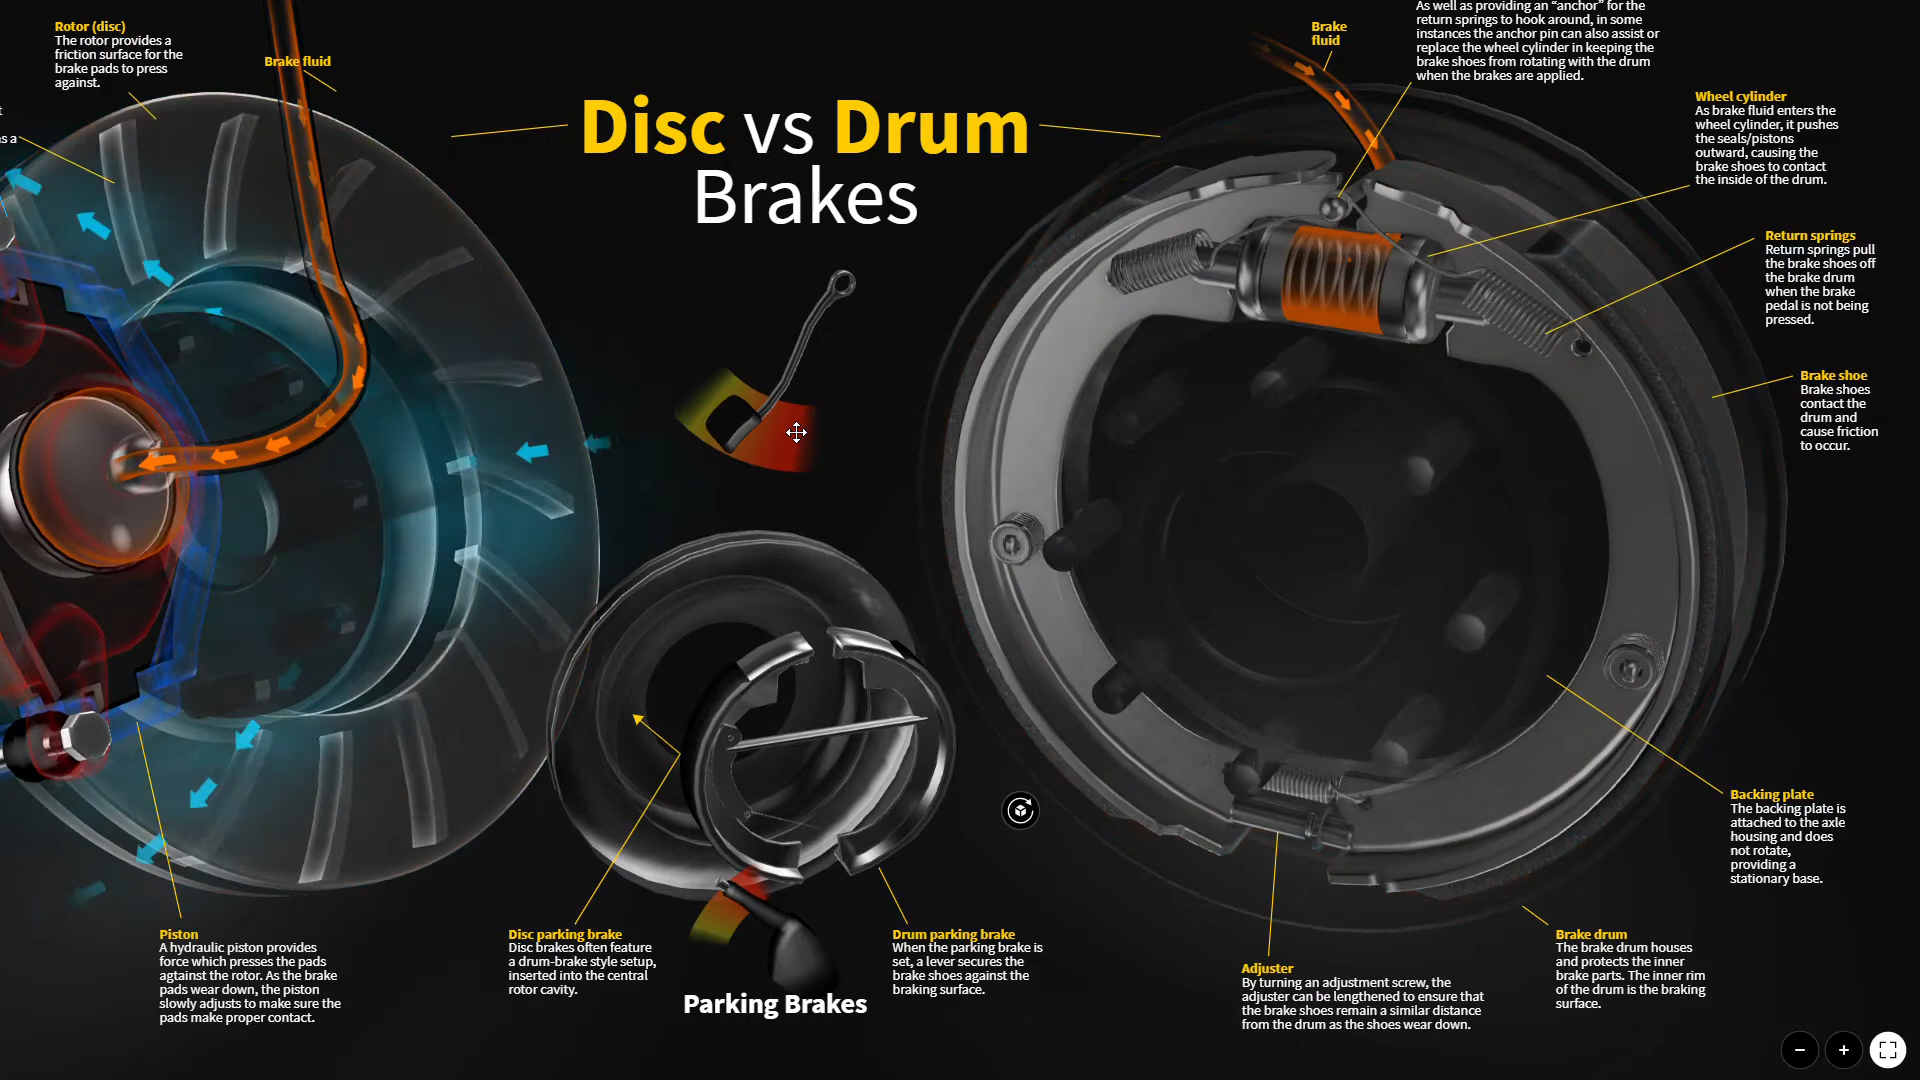 Rotor (disc)
The rotor provides a
friction surface for the
brake pads to press
against.
Brake fluid
s a
Disc vs Drum
Brakes
Brake
fluid
As well as providing an “anchor” for the
return springs to hook around, in some
instances the anchor pin can also assist or
replace the wheel cylinder in keeping the
brake shoes from rotating with the drum
when the brakes are applied.
Wheel cylinder
As brake fluid enters the
wheel cylinder, it pushes
the seals/pistons
outward, causing the
brake shoes to contact
the inside of the drum.
Return springs
Return springs pull
the brake shoes off
the brake drum
when the brake
pedal is not being
pressed.
Brake shoe
Brake shoes
contact the
drum and
cause friction
to occur.
Backing plate
The backing plate is
attached to the axle
housing and does
not rotate,
providing a
stationary base.
Piston
A hydraulic piston provides
force which presses the pads
agtainst the rotor. As the brake
pads wear down, the piston
slowly adjusts to make sure the
pads make proper contact.
Disc parking brake
Disc brakes often feature
a drum-brake style setup,
inserted into the central
rotor cavity.
Parking Brakes
Drum parking brake
When the parking brake is
set, a lever secures the
brake shoes against the
braking surface.
Adjuster
By turning an adjustment screw, the
adjuster can be lengthened to ensure that
the brake shoes remain a similar distance
from the drum as the shoes wear down.
Brake drum
The brake drum houses
and protects the inner
brake parts. The inner rim
of the drum is the braking
surface.